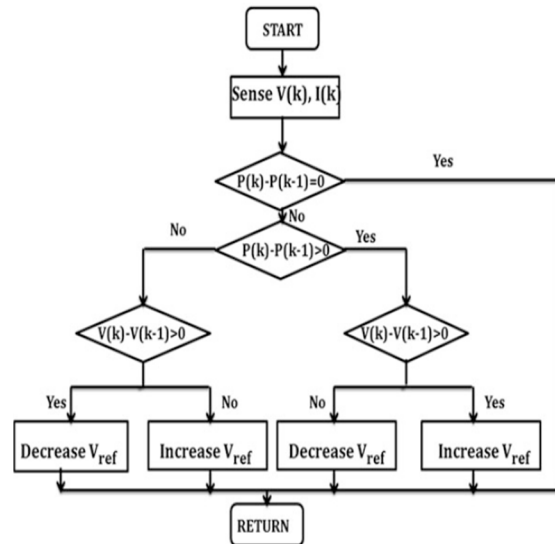 START
Sense V(k), I(k)
Yes
P(k)-P(k-1)=0
No
No
P(k)-P(k-1)>0
Yes
V(k)-V(k-1)>0
V(k)-V(k-1)>0
Yes
No
No
Yes
Decrease Vref
Increase Vref
Decrease Vref
Increase Vref
RETURN